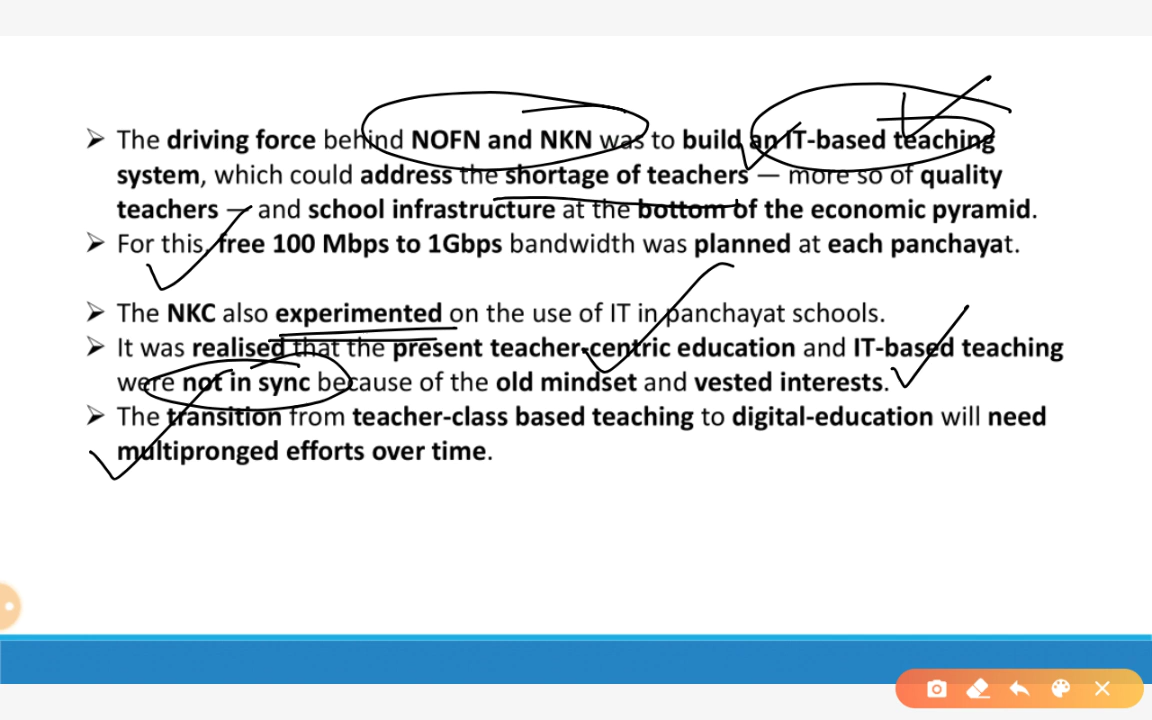 ➢ The driving force behind NOFN and NKN was to build an IT-based teaching
system, which could address the shortage of teachers — more so of quality
teachers — and school infrastructure at the bottom of the economic pyramid.
➢ For this, free 100 Mbps to 1Gbps bandwidth was planned at each panchayat.
➢ The NKC also experimented on the use of IT in panchayat schools.
➢ It was realised that the present teacher-centric education and IT-based teaching
were not in sync because of the old mindset and vested interests.
➢ The transition from teacher-class based teaching to digital-education will need
multipronged efforts over time.